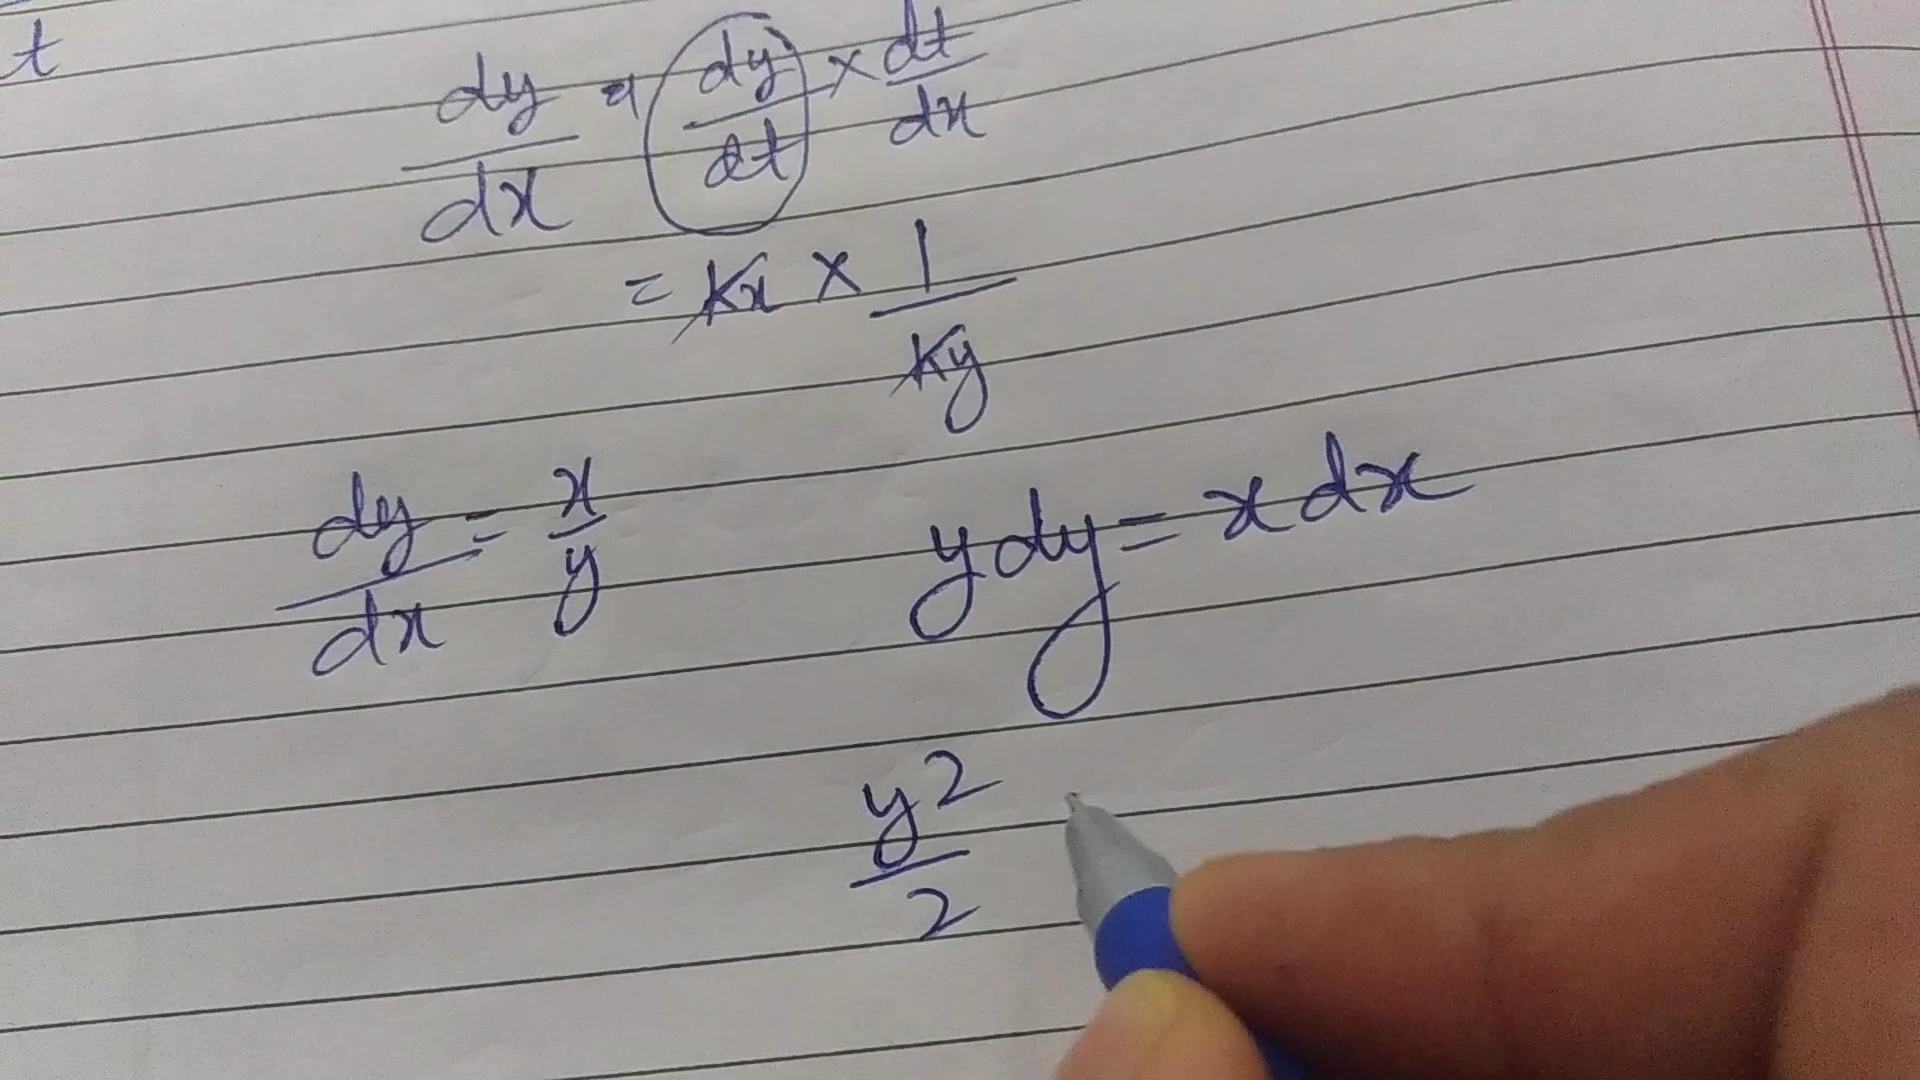 t
dy/dx = dy/dt × dt/dx
= Kx × 1/Ky
dy/dx = x/y
y dy = x dx
y2/2